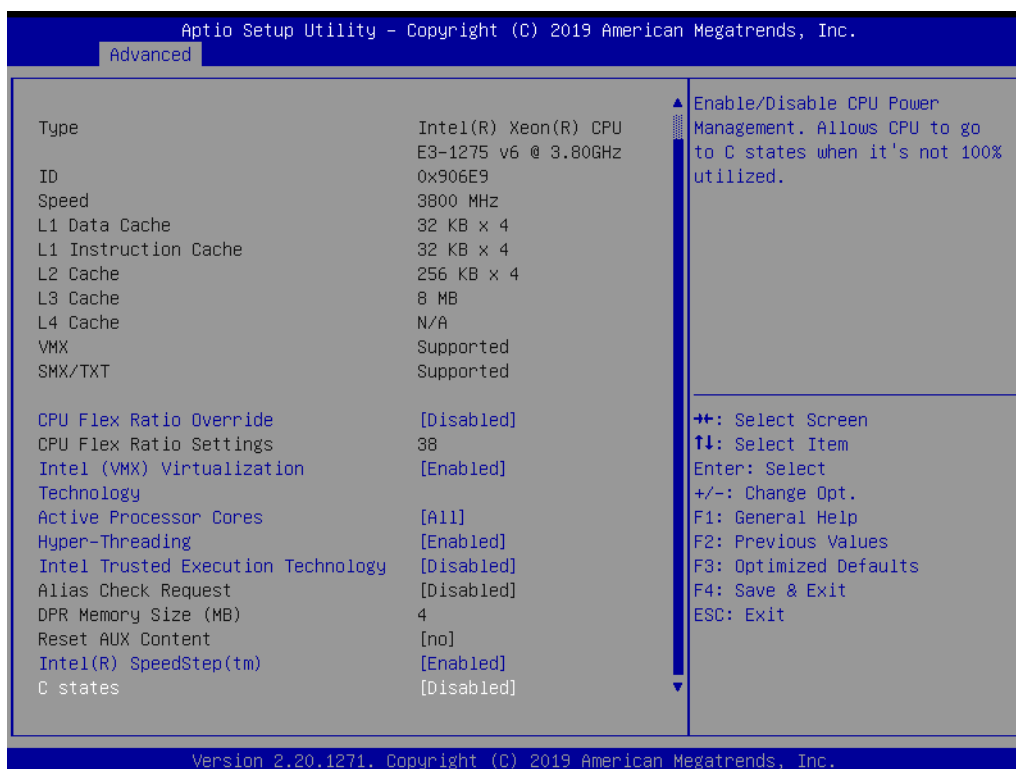 Aptio Setup Utility – Copyright (C) 2019 American Megatrends, Inc.
Advanced
Type Intel(R) Xeon(R) CPU
E3-1275 v6 @ 3.80GHz
ID 0x906E9
Speed 3800 MHz
L1 Data Cache 32 KB x 4
L1 Instruction Cache 32 KB x 4
L2 Cache 256 KB x 4
L3 Cache 8 MB
L4 Cache N/A
VMX Supported
SMX/TXT Supported
CPU Flex Ratio Override [Disabled]
CPU Flex Ratio Settings 38
Intel (VMX) Virtualization [Enabled]
Technology
Active Processor Cores [All]
Hyper-Threading [Enabled]
Intel Trusted Execution Technology [Disabled]
Alias Check Request [Disabled]
DPR Memory Size (MB) 4
Reset AUX Content [no]
Intel(R) SpeedStep(tm) [Enabled]
C states [Disabled]
Enable/Disable CPU Power
Management. Allows CPU to go
to C states when it's not 100%
utilized.
→←: Select Screen
↑↓: Select Item
Enter: Select
+/-: Change Opt.
F1: General Help
F2: Previous Values
F3: Optimized Defaults
F4: Save & Exit
ESC: Exit
Version 2.20.1271. Copyright (C) 2019 American Megatrends, Inc.